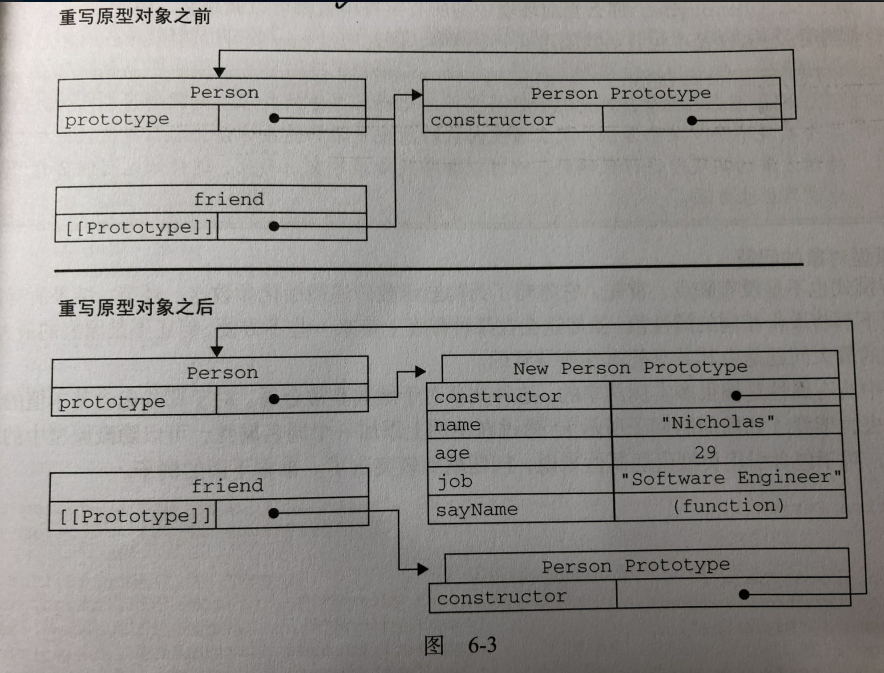 重写原型对象之前
Person
prototype
Person Prototype
constructor
friend
[[Prototype]]
重写原型对象之后
Person
prototype
New Person Prototype
constructor
name "Nicholas"
age 29
job "Software Engineer"
sayName (function)
friend
[[Prototype]]
Person Prototype
constructor
图 6-3